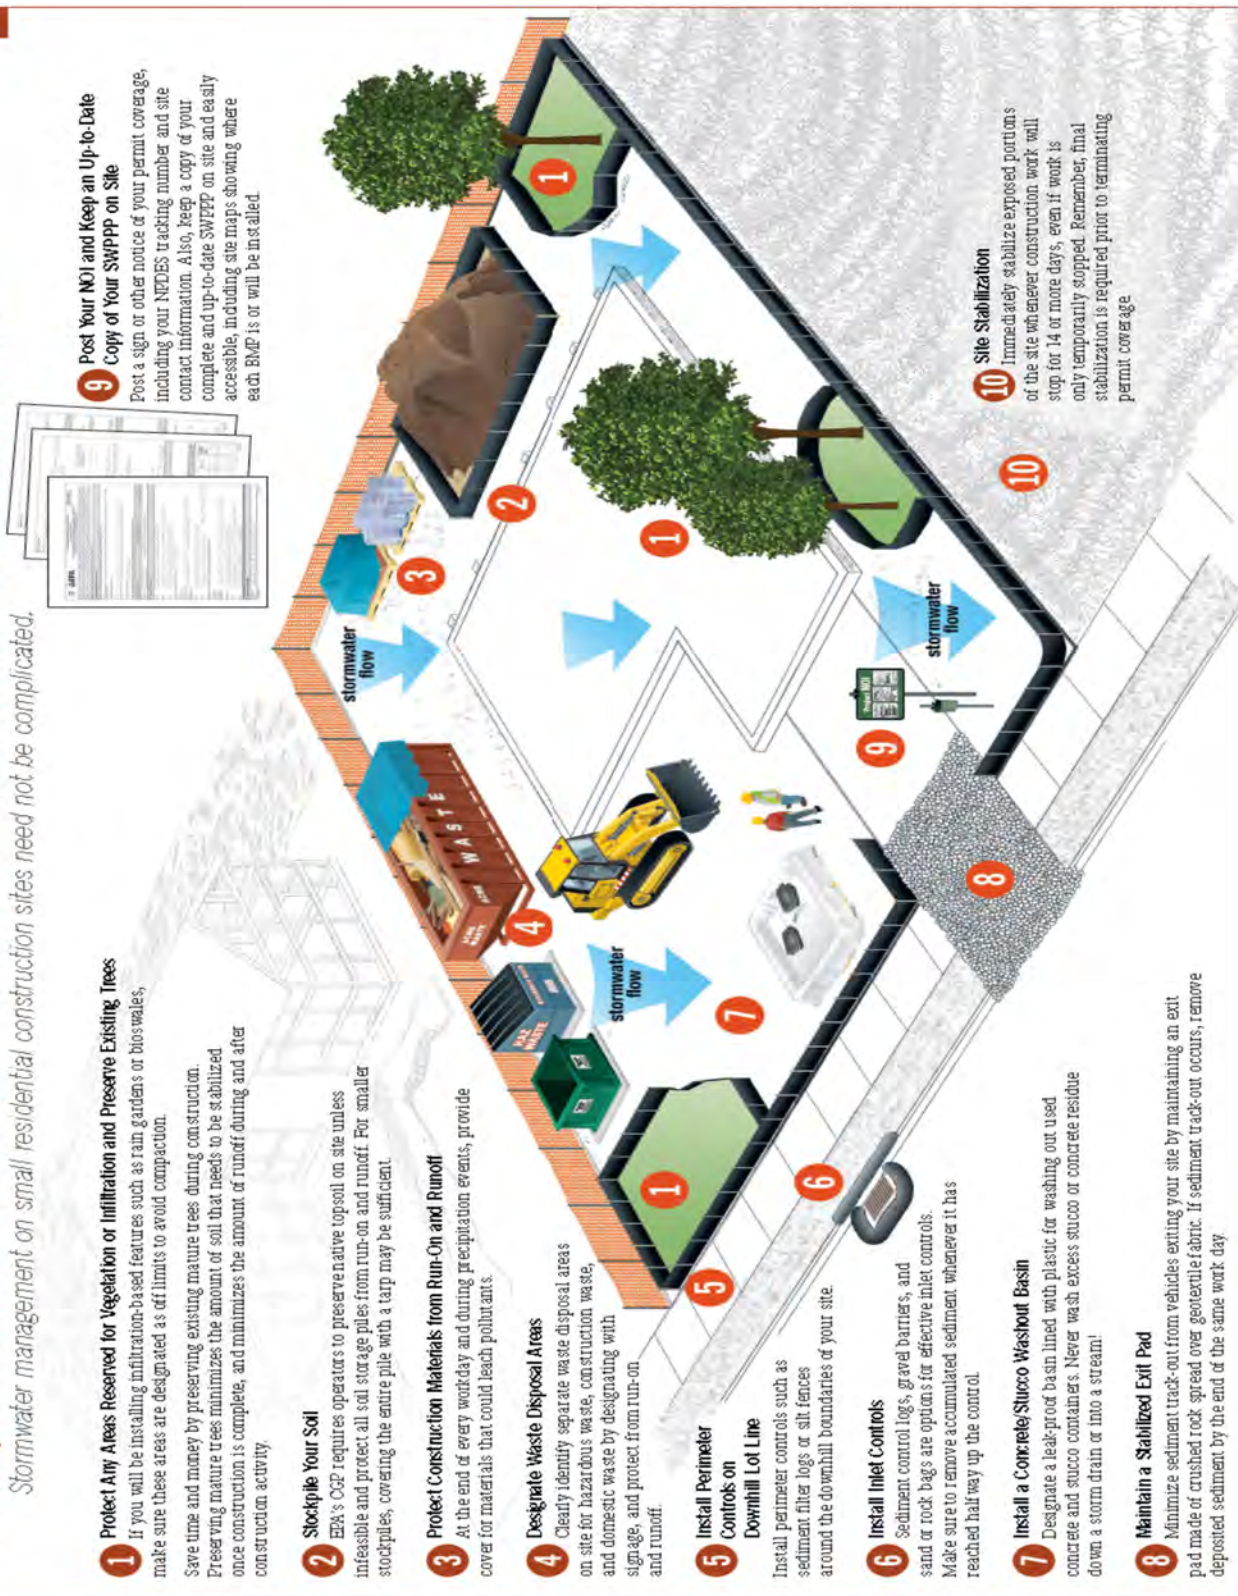 Stormwater management on small residential construction sites need not be complicated.
1 Protect Any Areas Reserved for Vegetation or Infiltration and Preserve Existing Trees
If you will be installing infiltration-based features such as rain gardens or bioswales,
make sure these areas are designated as off limits to avoid compaction.
Save time and money by preserving existing mature trees during construction.
Preserving mature trees minimizes the amount of soil that needs to be stabilized
once construction is complete, and minimizes the amount of runoff during and after
construction activity.
2 Stockpile Your Soil
EPA's CGP requires operators to preserve native topsoil on site unless
infeasible and protect all soil storage piles from run-on and runoff. For smaller
stockpiles, covering the entire pile with a tarp may be sufficient.
3 Protect Construction Materials from Run-On and Runoff
At the end of every workday and during precipitation events, provide
cover for materials that could leach pollutants.
4 Designate Waste Disposal Areas
Clearly identify separate waste disposal areas
on site for hazardous waste, construction waste,
and domestic waste by designating with
signage, and protect from run-on
and runoff.
5 Install Perimeter
Controls on
Downhill Lot Line
Install perimeter controls such as
sediment filter logs or silt fences
around the downhill boundaries of your site.
6 Install Inlet Controls
Sediment control logs, gravel barriers, and
sand or rock bags are options for effective inlet controls.
Make sure to remove accumulated sediment whenever it has
reached halfway up the control.
7 Install a Concrete/Stucco Washout Basin
Designate a leak-proof basin lined with plastic for washing out used
concrete and stucco containers. Never wash excess stucco or concrete residue
down a storm drain or into a stream!
8 Maintain a Stabilized Exit Pad
Minimize sediment track-out from vehicles exiting your site by maintaining an exit
pad made of crushed rock spread over geotextile fabric. If sediment track-out occurs, remove
deposited sediment by the end of the same work day.
9 Post Your NOI and Keep an Up-to-Date
Copy of Your SWPPP on Site
Post a sign or other notice of your permit coverage,
including your NPDES tracking number and site
contact information. Also, keep a copy of your
complete and up-to-date SWPPP on site and easily
accessible, including site maps showing where
each BMP is or will be installed.
10 Site Stabilization
Immediately stabilize exposed portions
of the site whenever construction work will
stop for 14 or more days, even if work is
only temporarily stopped. Remember, final
stabilization is required prior to terminating
permit coverage
1
2
3
stormwater
flow
ACME
WASTE
ACME WASTE
4
HAZ
WASTE
stormwater
flow
1
7
5
6
8
9
Project NOI
stormwater
flow
1
10